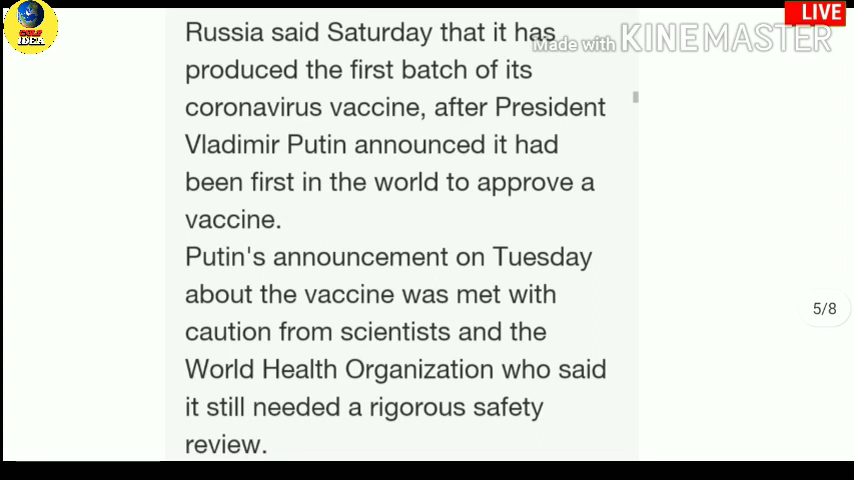 LIVE
GULF
IDEA
Made with KINEMASTER
Russia said Saturday that it has
produced the first batch of its
coronavirus vaccine, after President
Vladimir Putin announced it had
been first in the world to approve a
vaccine.
Putin's announcement on Tuesday
about the vaccine was met with
caution from scientists and the
World Health Organization who said
it still needed a rigorous safety
review.
5/8